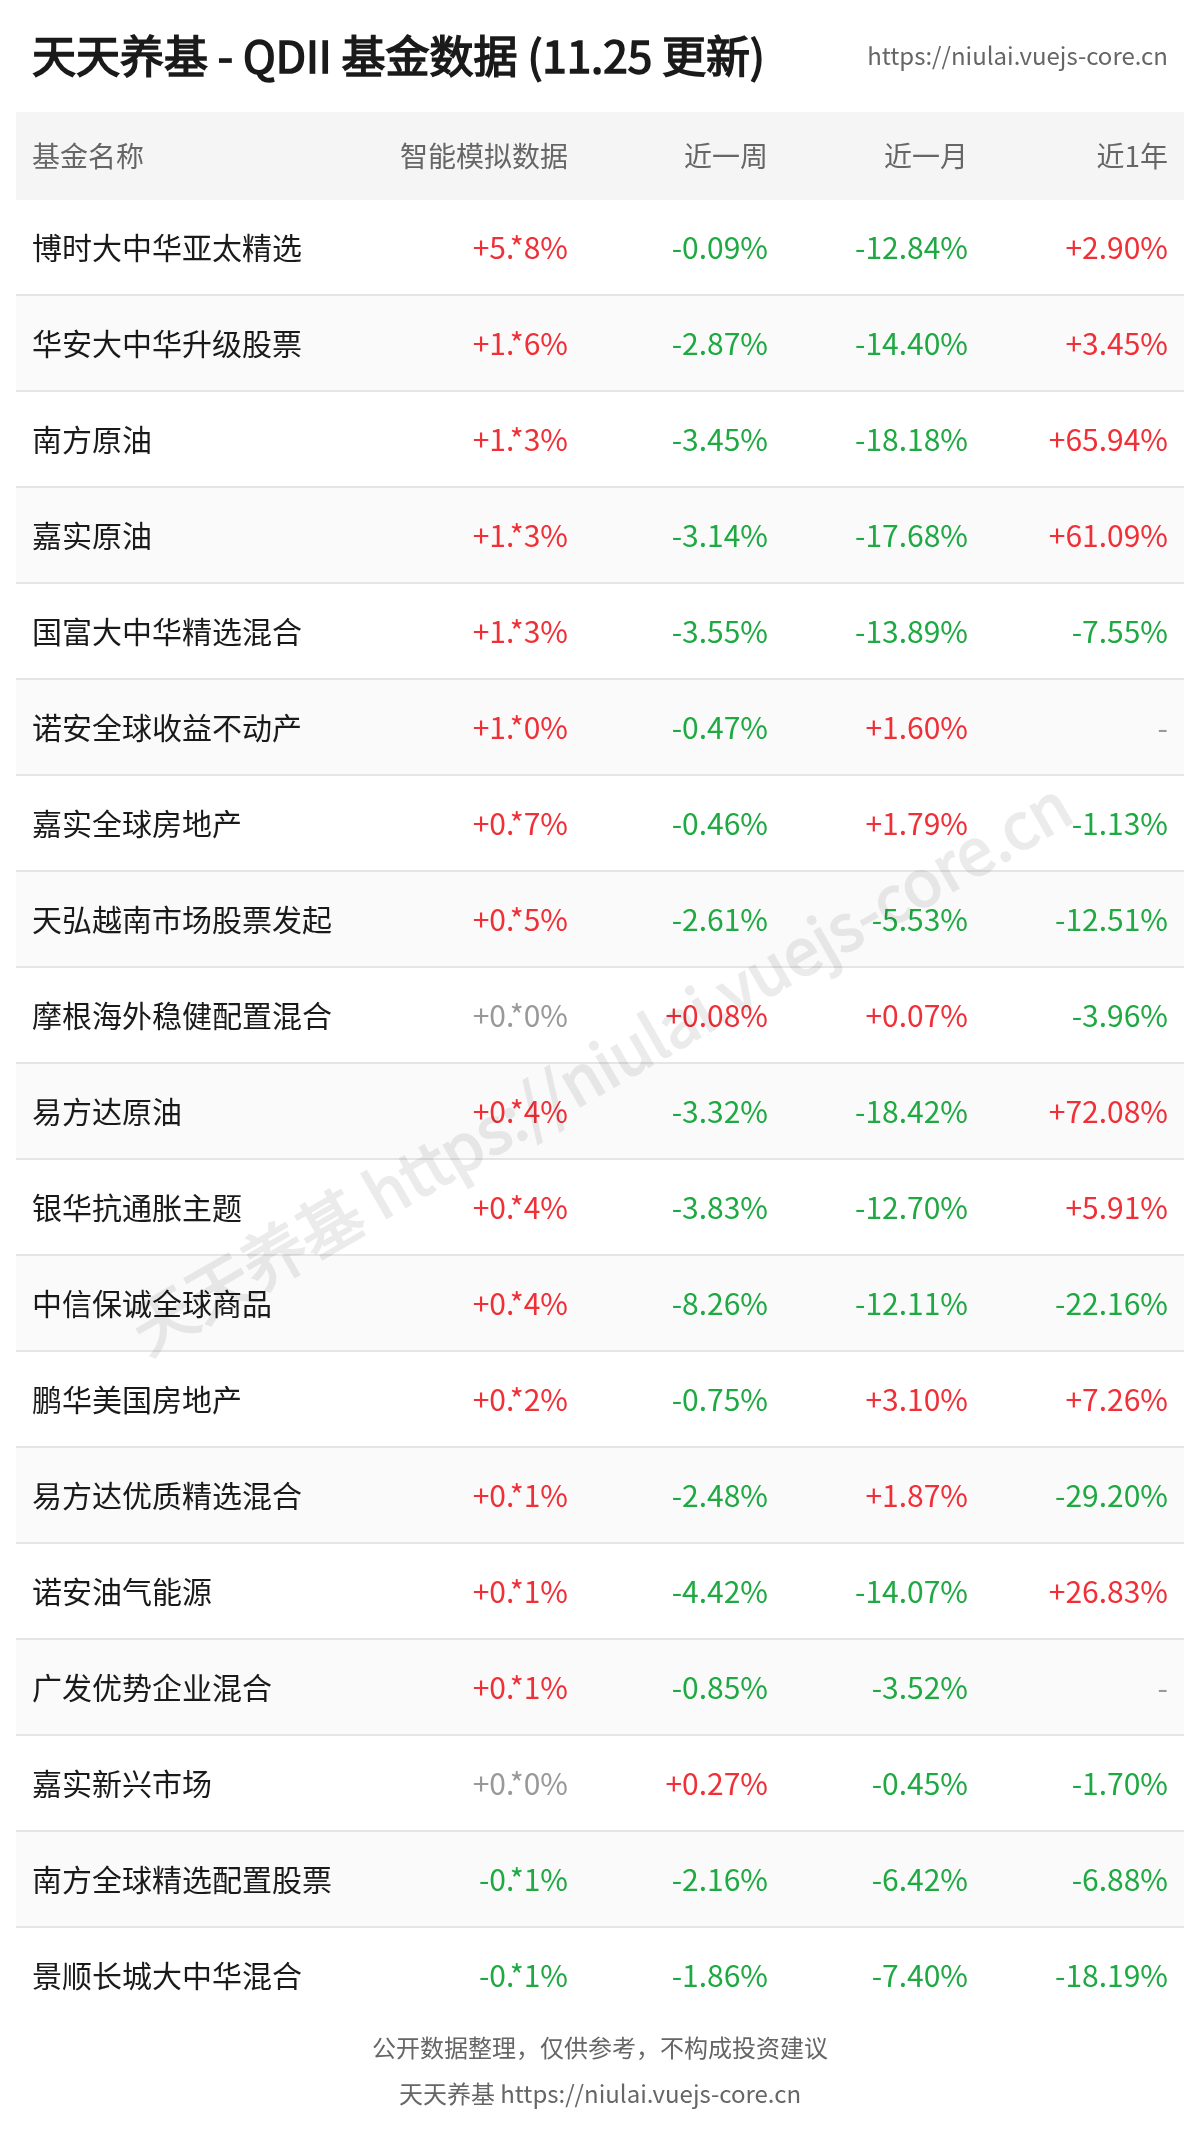 天天养基 - QDII 基金数据 (11.25 更新) https://niulai.vuejs-core.cn
基金名称 智能模拟数据 近一周 近一月 近1年
博时大中华亚太精选 +5.*8% -0.09% -12.84% +2.90%
华安大中华升级股票 +1.*6% -2.87% -14.40% +3.45%
南方原油 +1.*3% -3.45% -18.18% +65.94%
嘉实原油 +1.*3% -3.14% -17.68% +61.09%
国富大中华精选混合 +1.*3% -3.55% -13.89% -7.55%
诺安全球收益不动产 +1.*0% -0.47% +1.60% -
嘉实全球房地产 +0.*7% -0.46% +1.79% -1.13%
天弘越南市场股票发起 +0.*5% -2.61% -5.53% -12.51%
摩根海外稳健配置混合 +0.*0% +0.08% +0.07% -3.96%
易方达原油 +0.*4% -3.32% -18.42% +72.08%
银华抗通胀主题 +0.*4% -3.83% -12.70% +5.91%
中信保诚全球商品 +0.*4% -8.26% -12.11% -22.16%
鹏华美国房地产 +0.*2% -0.75% +3.10% +7.26%
易方达优质精选混合 +0.*1% -2.48% +1.87% -29.20%
诺安油气能源 +0.*1% -4.42% -14.07% +26.83%
广发优势企业混合 +0.*1% -0.85% -3.52% -
嘉实新兴市场 +0.*0% +0.27% -0.45% -1.70%
南方全球精选配置股票 -0.*1% -2.16% -6.42% -6.88%
景顺长城大中华混合 -0.*1% -1.86% -7.40% -18.19%
公开数据整理，仅供参考，不构成投资建议
天天养基 https://niulai.vuejs-core.cn
天天养基 https://niulai.vuejs-core.cn